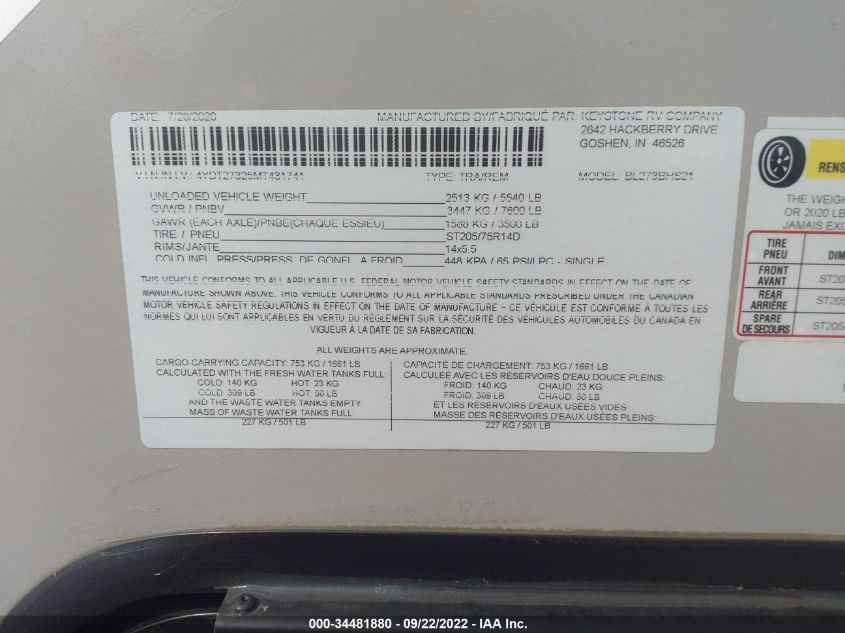 DATE: 7/20/2020 MANUFACTURED BY/FABRIQUÉ PAR: KEYSTONE RV COMPANY
2642 HACKBERRY DRIVE
GOSHEN, IN 46526
V.I.N./N.I.V.: 4YDT27326MT431741 TYPE: TRA/REM MODEL: BL273BHS21
UNLOADED VEHICLE WEIGHT 2513 KG / 5540 LB
GVWR / PNBV 3447 KG / 7600 LB
GAWR (EACH AXLE)/PNBE(CHAQUE ESSIEU) 1588 KG / 3500 LB
TIRE / PNEU ST205/75R14D
RIMS/JANTE 14x5.5
COLD INFL. PRESS/PRESS. DE GONFL A FROID 448 KPA / 65 PSI/LPC - SINGLE
THIS VEHICLE CONFORMS TO ALL APPLICABLE U.S. FEDERAL MOTOR VEHICLE SAFETY STANDARDS IN EFFECT ON THE DATE OF
MANUFACTURE SHOWN ABOVE. THIS VEHICLE CONFORMS TO ALL APPLICABLE STANDARDS PRESCRIBED UNDER THE CANADIAN
MOTOR VEHICLE SAFETY REGULATIONS IN EFFECT ON THE DATE OF MANUFACTURE ~ CE VÉHICULE EST CONFORME À TOUTES LES
NORMES QUI LUI SONT APPLICABLES EN VERTU DU RÈGLEMENT SUR LA SÉCURITÉ DES VÉHICULES AUTOMOBILES DU CANADA EN
VIGUEUR À LA DATE DE SA FABRICATION.
ALL WEIGHTS ARE APPROXIMATE.
CARGO-CARRYING CAPACITY: 753 KG / 1661 LB
CALCULATED WITH THE FRESH WATER TANKS FULL:
COLD: 140 KG HOT: 23 KG
COLD: 309 LB HOT: 50 LB
AND THE WASTE WATER TANKS EMPTY
MASS OF WASTE WATER TANKS FULL:
227 KG / 501 LB
CAPACITÉ DE CHARGEMENT: 753 KG / 1661 LB
CALCULÉE AVEC LES RÉSERVOIRS D'EAU DOUCE PLEINS:
FROID: 140 KG CHAUD: 23 KG
FROID: 309 LB CHAUD: 50 LB
ET LES RÉSERVOIRS D'EAUX USÉES VIDES
MASSE DES RÉSERVOIRS D'EAUX USÉES PLEINS:
227 KG / 501 LB
RENS
THE WEIGH
OR 2020 LB
JAMAIS EXC
TIRE DIM
PNEU
FRONT ST20
AVANT
REAR ST205
ARRIÈRE
SPARE ST205
DE SECOURS
000-34481880 - 09/22/2022 - IAA Inc.